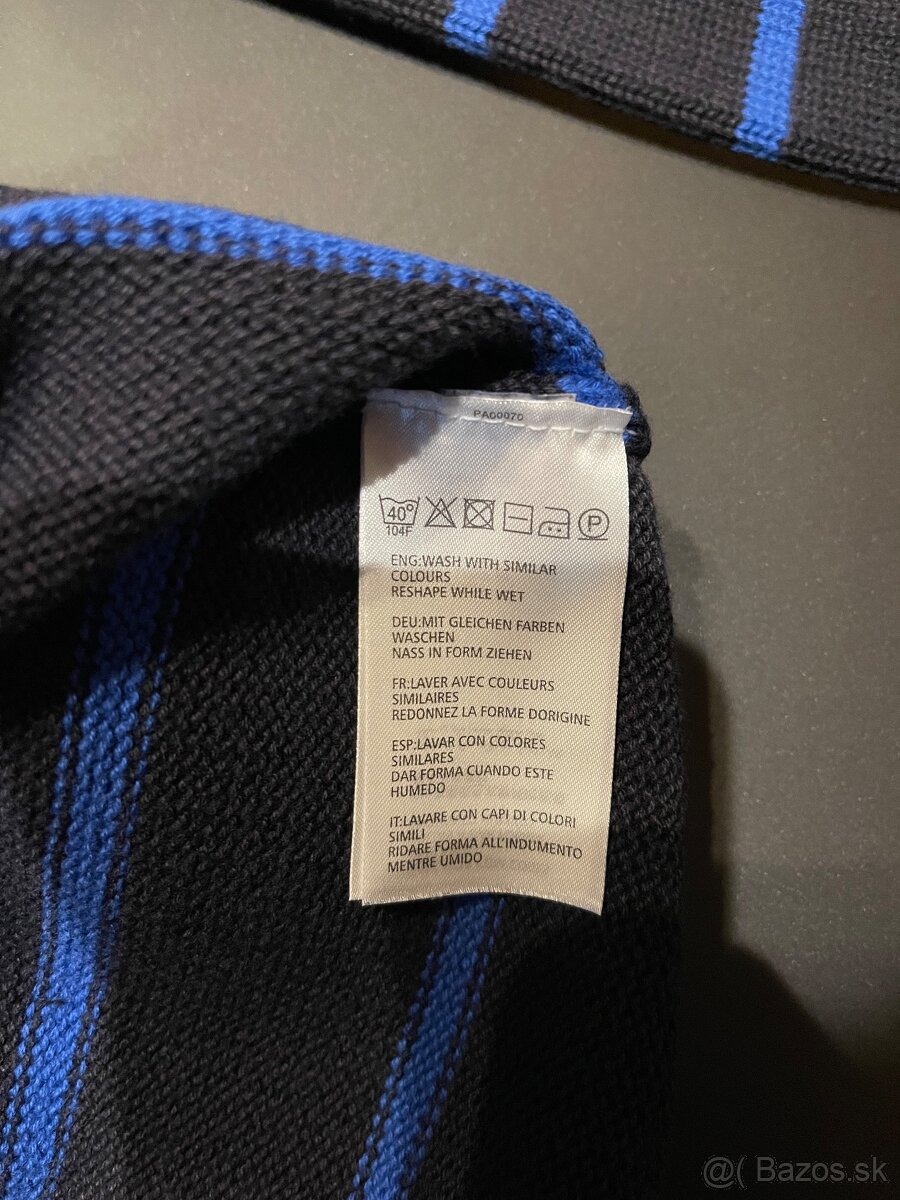 PA00070
40°
104F
P
ENG:WASH WITH SIMILAR
COLOURS
RESHAPE WHILE WET
DEU:MIT GLEICHEN FARBEN
WASCHEN
NASS IN FORM ZIEHEN
FR:LAVER AVEC COULEURS
SIMILAIRES
REDONNEZ LA FORME DORIGINE
ESP:LAVAR CON COLORES
SIMILARES
DAR FORMA CUANDO ESTE
HUMEDO
IT:LAVARE CON CAPI DI COLORI
SIMILI
RIDARE FORMA ALL'INDUMENTO
MENTRE UMIDO
@( Bazos.sk